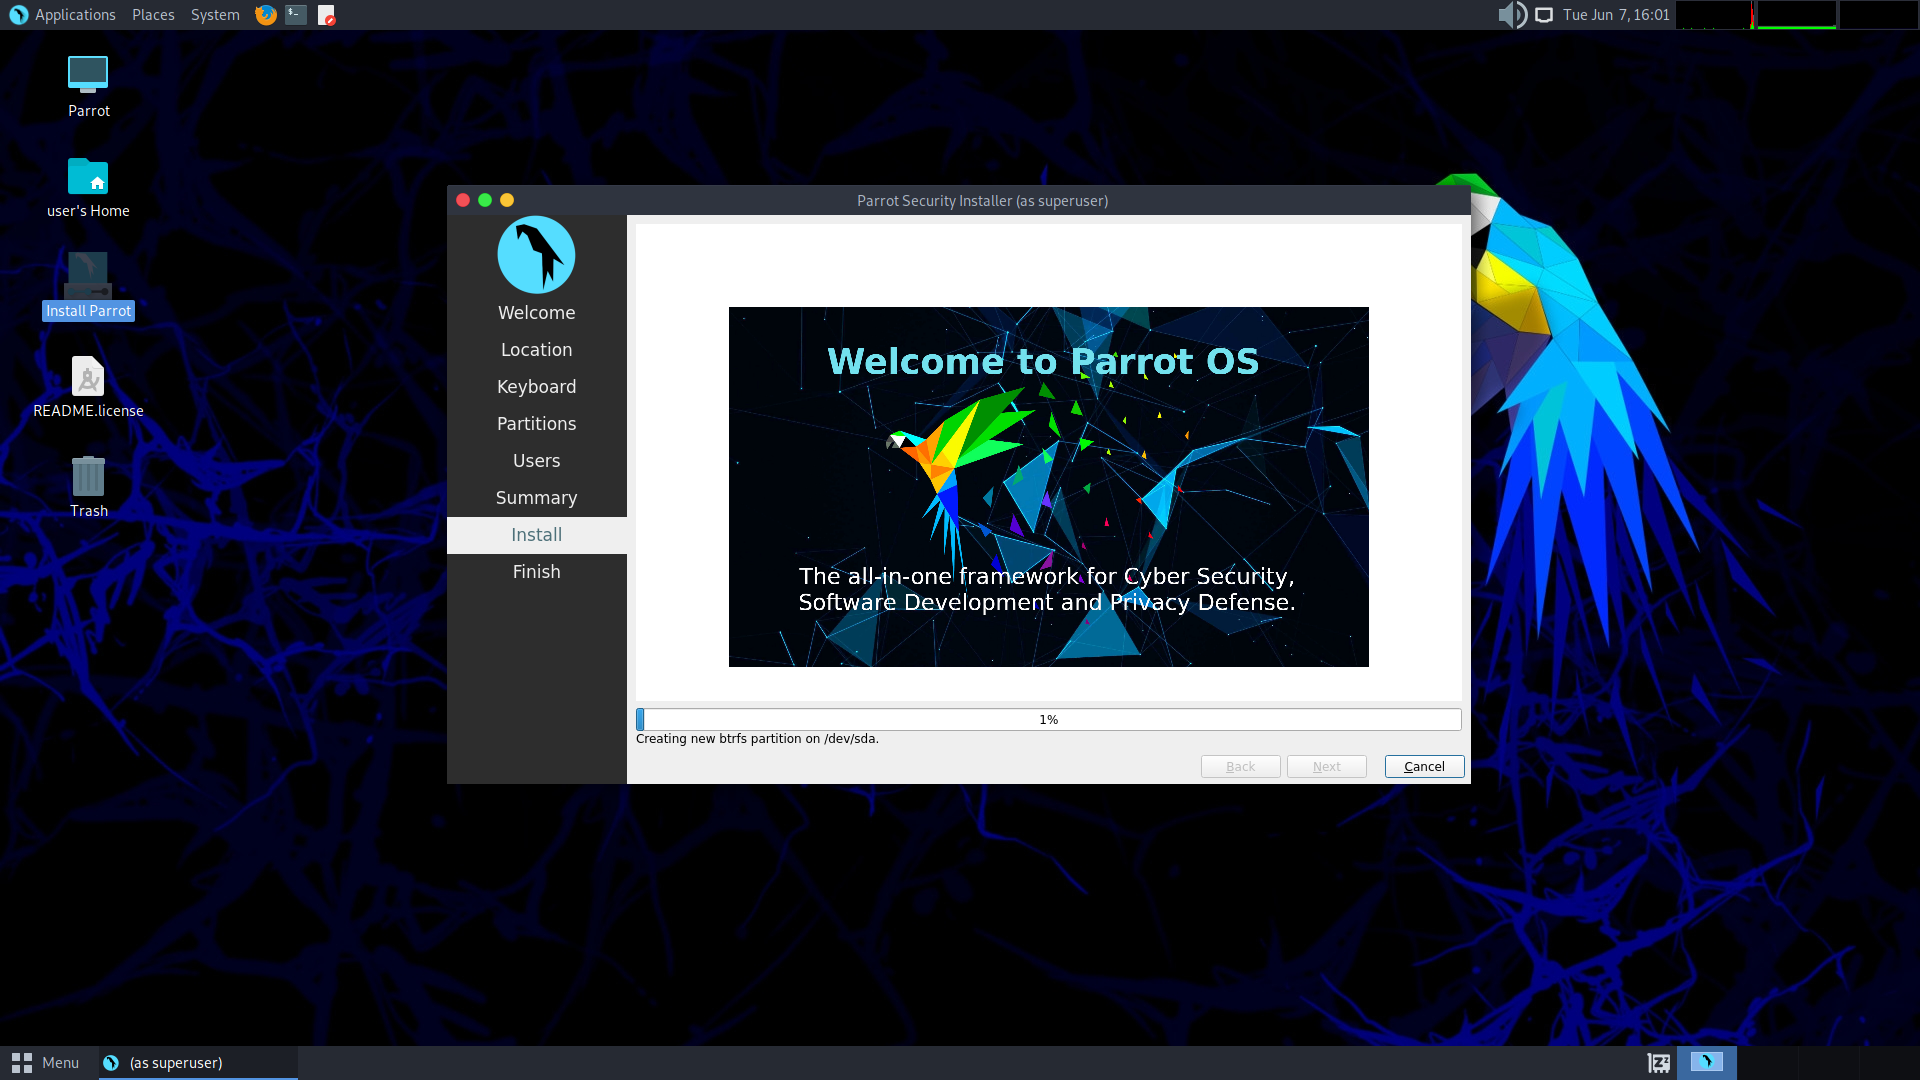 Applications Places System
Tue Jun 7, 16:01
Parrot
user's Home
Install Parrot
README.license
Trash
Parrot Security Installer (as superuser)
Welcome
Location
Keyboard
Partitions
Users
Summary
Install
Finish
Welcome to Parrot OS
The all-in-one framework for Cyber Security,
Software Development and Privacy Defense.
1%
Creating new btrfs partition on /dev/sda.
Back Next Cancel
Menu (as superuser)